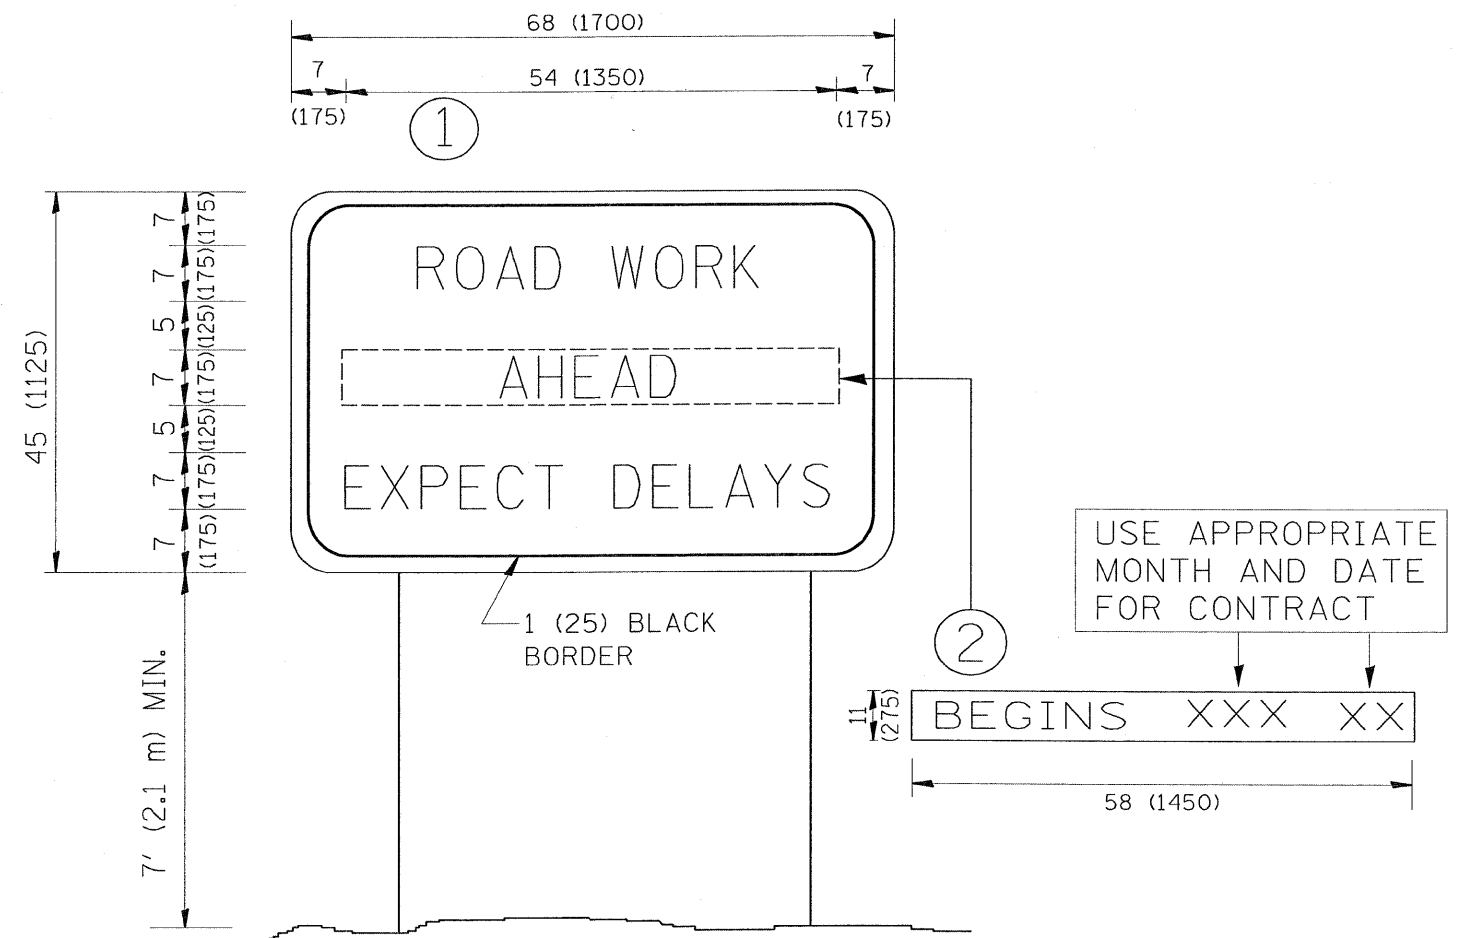 68 (1700)
7
54 (1350)
7
(175)
(175)
1
7
(175)
7
(175)
5
(125)
7
(175)
5
(125)
7
(175)
7
(175)
45 (1125)
ROAD WORK
AHEAD
EXPECT DELAYS
1 (25) BLACK
BORDER
7' (2.1 m) MIN.
2
USE APPROPRIATE
MONTH AND DATE
FOR CONTRACT
11
(275)
BEGINS XXX XX
58 (1450)